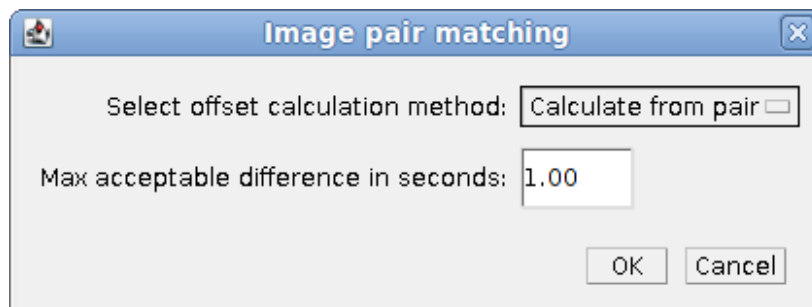 Image pair matching
Select offset calculation method: Calculate from pair
Max acceptable difference in seconds: 1.00
OK Cancel